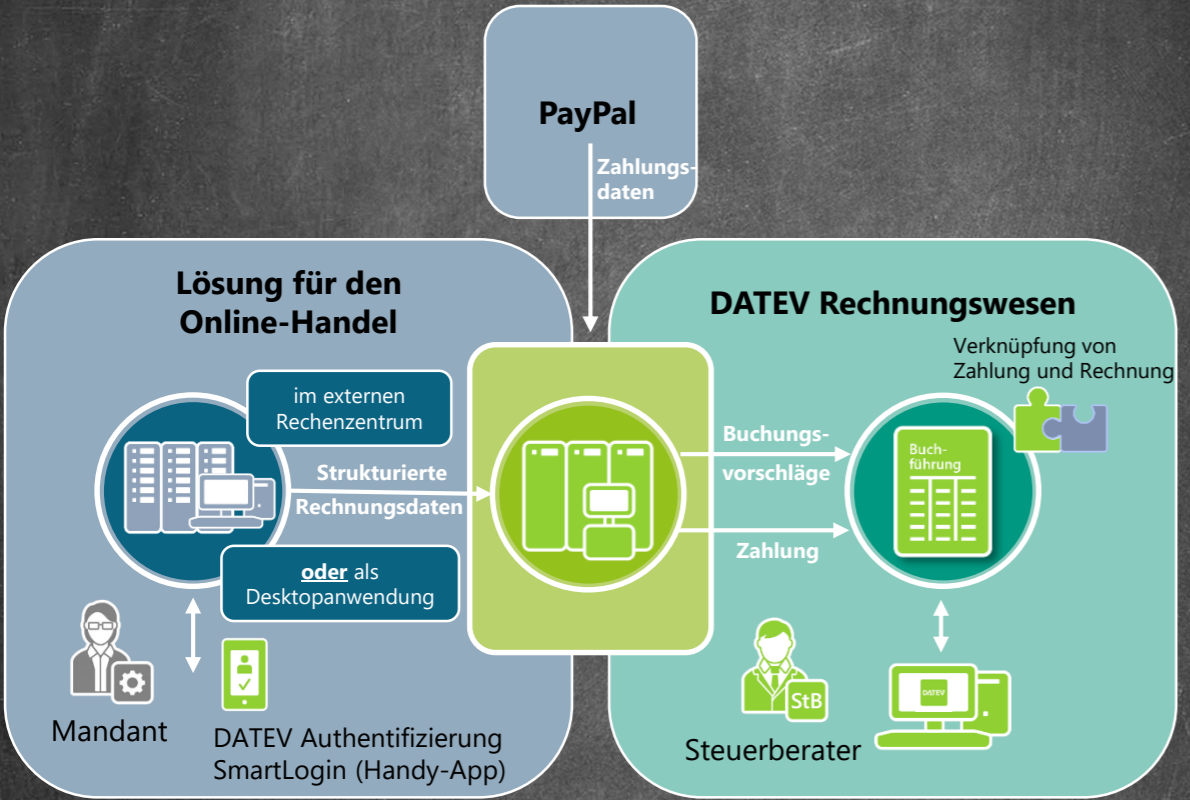 PayPal
Zahlungs-
daten
Lösung für den
Online-Handel
im externen
Rechenzentrum
Strukturierte
Rechnungsdaten
oder als
Desktopanwendung
Mandant
DATEV Authentifizierung
SmartLogin (Handy-App)
DATEV Rechnungswesen
Verknüpfung von
Zahlung und Rechnung
Buchungs-
vorschläge
Zahlung
Buch-
führung
StB
Steuerberater
DATEV